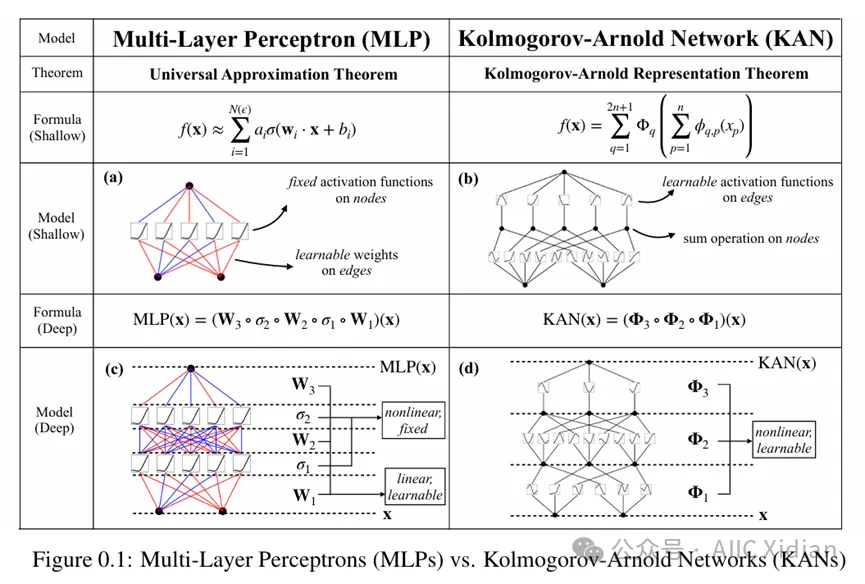 Model Multi-Layer Perceptron (MLP) Kolmogorov-Arnold Network (KAN)
Theorem Universal Approximation Theorem Kolmogorov-Arnold Representation Theorem
Formula
(Shallow)
f(x) ≈ ∑_{i=1}^{N(ϵ)} a_i σ(w_i · x + b_i)
f(x) = ∑_{q=1}^{2n+1} Φ_q ( ∑_{p=1}^{n} ϕ_{q,p}(x_p) )
Model
(Shallow)
(a)
fixed activation functions
on nodes
learnable weights
on edges
(b)
learnable activation functions
on edges
sum operation on nodes
Formula
(Deep)
MLP(x) = (W_3 ∘ σ_2 ∘ W_2 ∘ σ_1 ∘ W_1)(x)
KAN(x) = (Φ_3 ∘ Φ_2 ∘ Φ_1)(x)
Model
(Deep)
(c)
MLP(x)
W_3
σ_2
nonlinear,
fixed
W_2
σ_1
linear,
learnable
W_1
x
(d)
KAN(x)
Φ_3
Φ_2
nonlinear,
learnable
Φ_1
x
公众号 · AIIC Xidian
Figure 0.1: Multi-Layer Perceptrons (MLPs) vs. Kolmogorov-Arnold Networks (KANs)